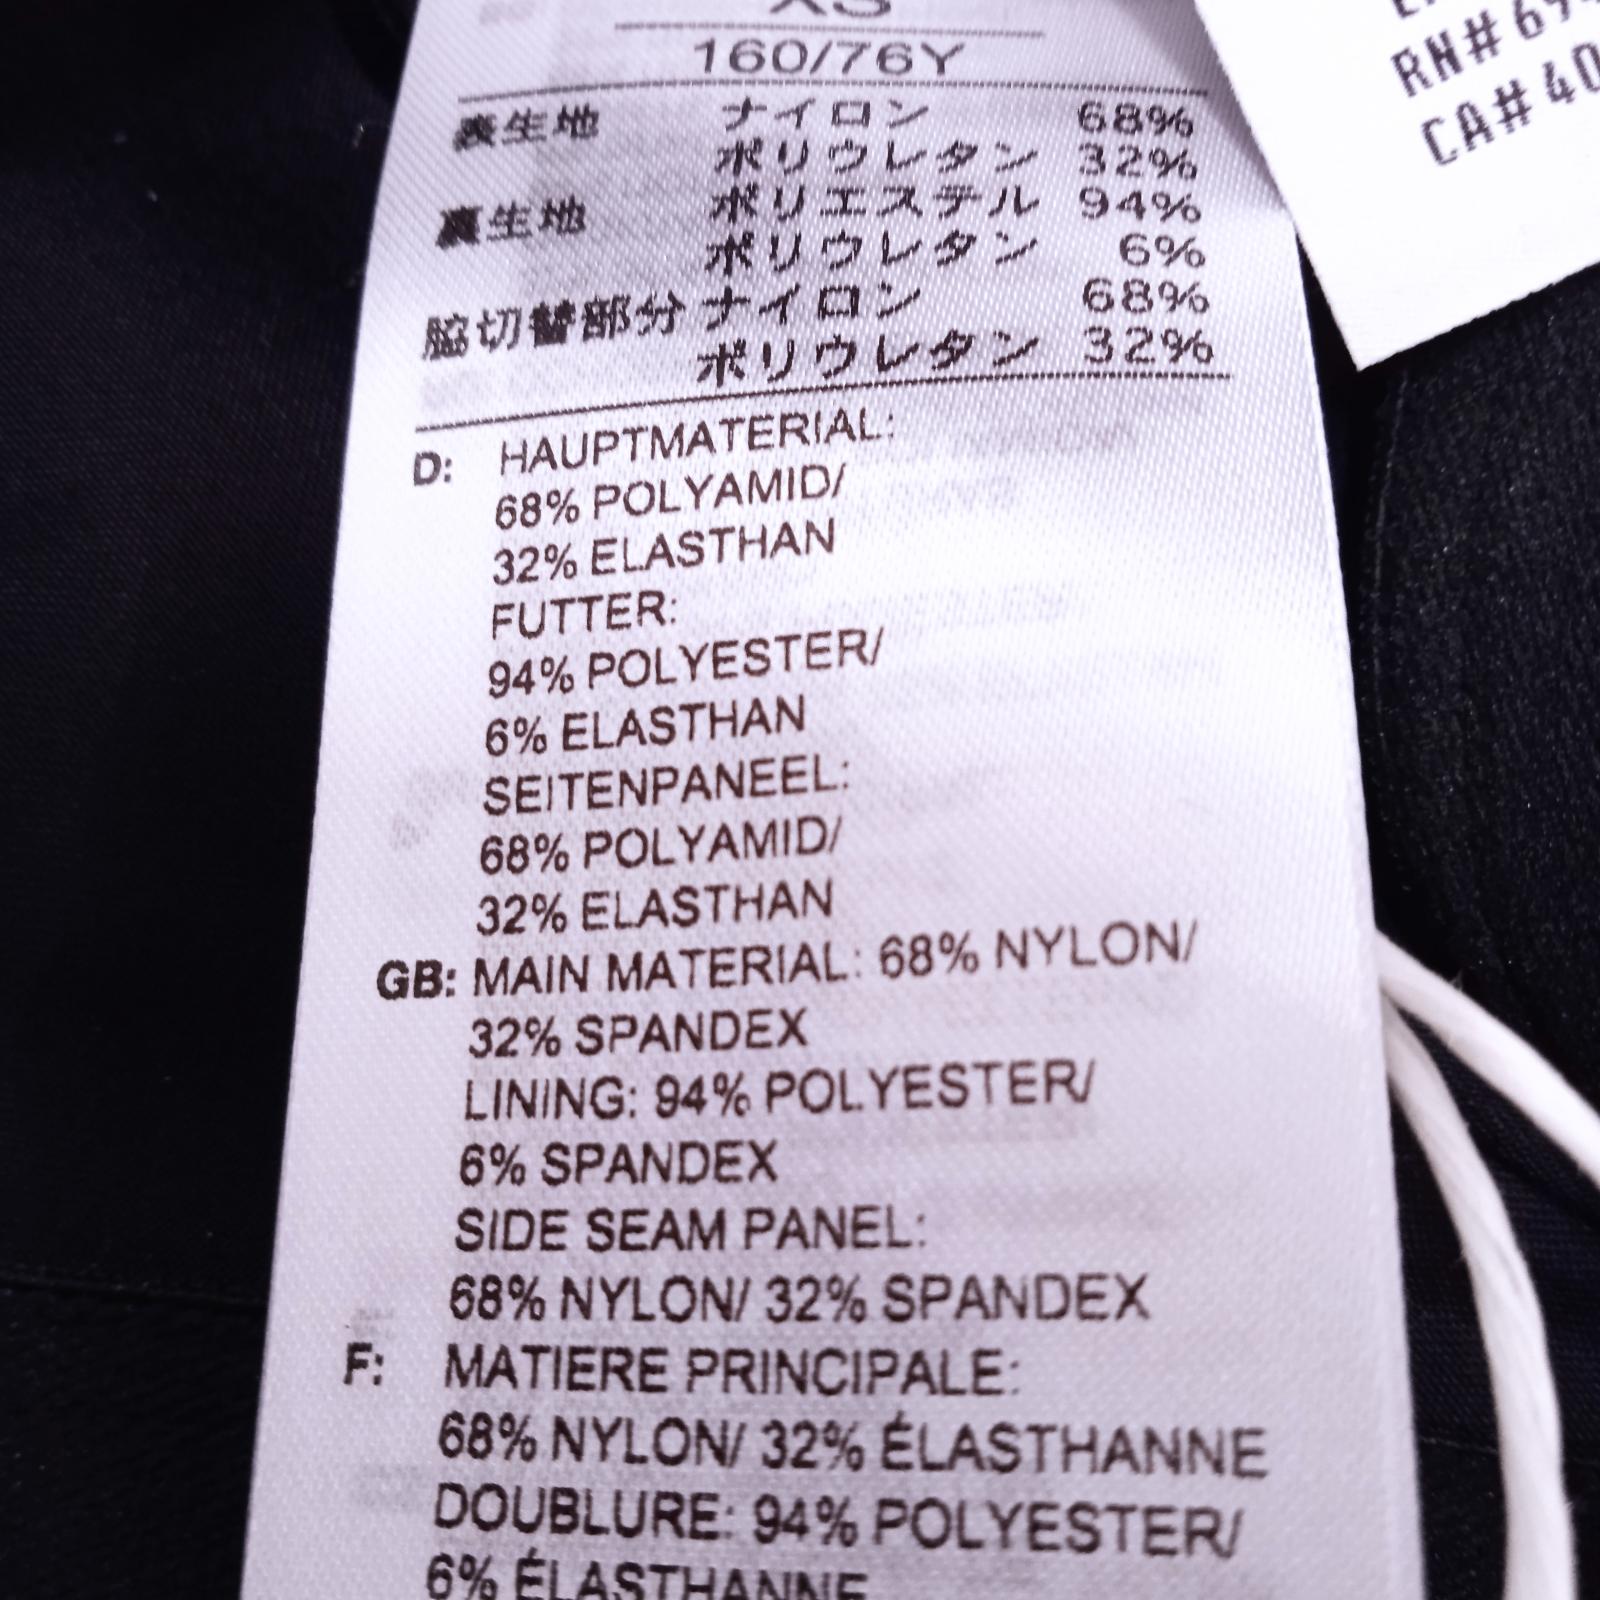 XS
160/76Y
表生地 ナイロン 68%
ポリウレタン 32%
裏生地 ポリエステル 94%
ポリウレタン 6%
脇切替部分 ナイロン 68%
ポリウレタン 32%
D: HAUPTMATERIAL:
68% POLYAMID/
32% ELASTHAN
FUTTER:
94% POLYESTER/
6% ELASTHAN
SEITENPANEEL:
68% POLYAMID/
32% ELASTHAN
GB: MAIN MATERIAL: 68% NYLON/
32% SPANDEX
LINING: 94% POLYESTER/
6% SPANDEX
SIDE SEAM PANEL:
68% NYLON/ 32% SPANDEX
F: MATIERE PRINCIPALE:
68% NYLON/ 32% ÉLASTHANNE
DOUBLURE: 94% POLYESTER/
6% ÉLASTHANNE
RN#
CA# 40